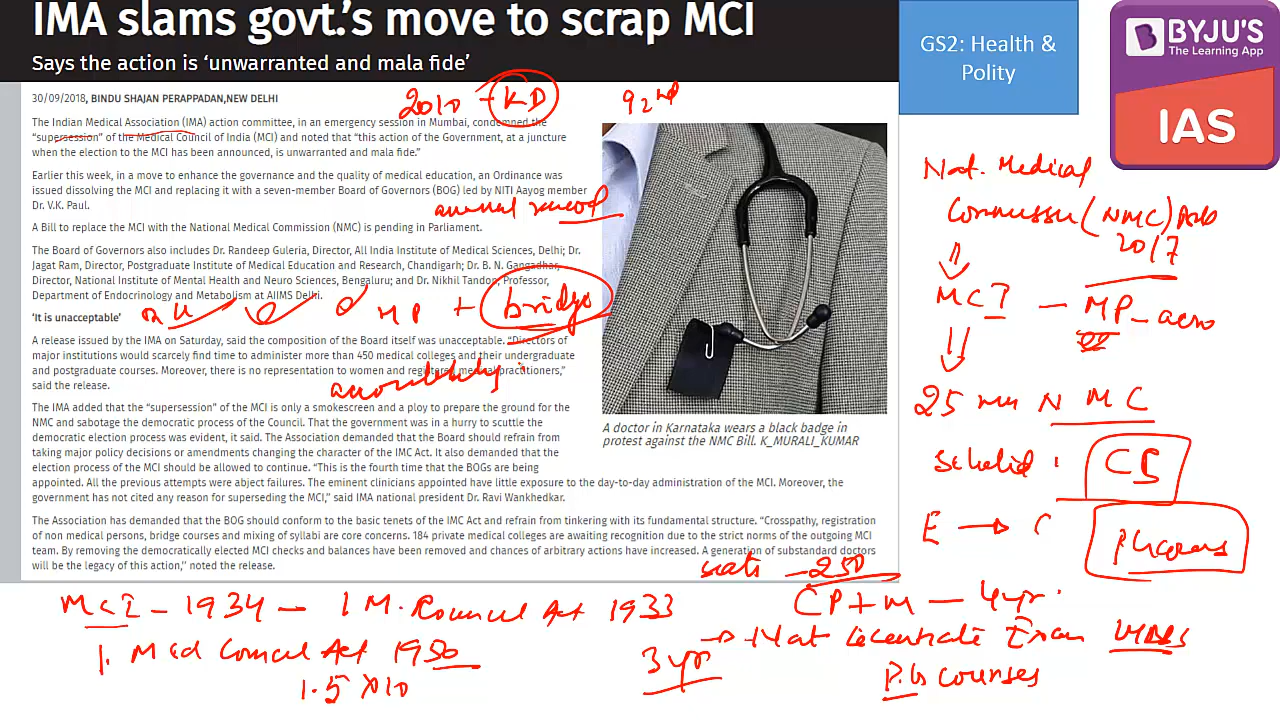 IMA slams govt.'s move to scrap MCI
Says the action is 'unwarranted and mala fide'
GS2: Health &
Polity
BYJU'S
The Learning App
IAS
30/09/2018, BINDU SHAJAN PERAPPADAN,NEW DELHI
2010 - KD
92nd
The Indian Medical Association (IMA) action committee, in an emergency session in Mumbai, condemned the
"supersession" of the Medical Council of India (MCI) and noted that "this action of the Government, at a juncture
when the election to the MCI has been announced, is unwarranted and mala fide."
Earlier this week, in a move to enhance the governance and the quality of medical education, an Ordinance was
issued dissolving the MCI and replacing it with a seven-member Board of Governors (BOG) led by NITI Aayog member
Dr. V.K. Paul.
annual
A Bill to replace the MCI with the National Medical Commission (NMC) is pending in Parliament.
The Board of Governors also includes Dr. Randeep Guleria, Director, All India Institute of Medical Sciences, Delhi; Dr.
Jagat Ram, Director, Postgraduate Institute of Medical Education and Research, Chandigarh; Dr. B. N. Gangadhar,
Director, National Institute of Mental Health and Neuro Sciences, Bengaluru; and Dr. Nikhil Tandon, Professor,
Department of Endocrinology and Metabolism at AIIMS Delhi.
MP + bridge
'It is unacceptable'
A release issued by the IMA on Saturday, said the composition of the Board itself was unacceptable. "Directors of
major institutions would scarcely find time to administer more than 450 medical colleges and their undergraduate
and postgraduate courses. Moreover, there is no representation to women and registered medical practitioners,"
said the release.
The IMA added that the "supersession" of the MCI is only a smokescreen and a ploy to prepare the ground for the
NMC and sabotage the democratic process of the Council. That the government was in a hurry to scuttle the
democratic election process was evident, it said. The Association demanded that the Board should refrain from
taking major policy decisions or amendments changing the character of the IMC Act. It also demanded that the
election process of the MCI should be allowed to continue. "This is the fourth time that the BOGs are being
appointed. All the previous attempts were abject failures. The eminent clinicians appointed have little exposure to the day-to-day administration of the MCI. Moreover, the
government has not cited any reason for superseding the MCI," said IMA national president Dr. Ravi Wankhedkar.
The Association has demanded that the BOG should conform to the basic tenets of the IMC Act and refrain from tinkering with its fundamental structure. "Crosspathy, registration
of non medical persons, bridge courses and mixing of syllabi are core concerns. 184 private medical colleges are awaiting recognition due to the strict norms of the outgoing MCI
team. By removing the democratically elected MCI checks and balances have been removed and chances of arbitrary actions have increased. A generation of substandard doctors
will be the legacy of this action," noted the release.
A doctor in Karnataka wears a black badge in
protest against the NMC Bill. K_MURALI_KUMAR
Nat. Medical
(NMC)
2017
MCI - MP
25 NMC
CS
E → C
seats - 250
MCI - 1934 - I M. Council Act 1933
CP + M - 4 yr.
I. Med Council Act 1956
→ Nat Licentiate Exam
1.5 × 10
3 yr
P.G courses